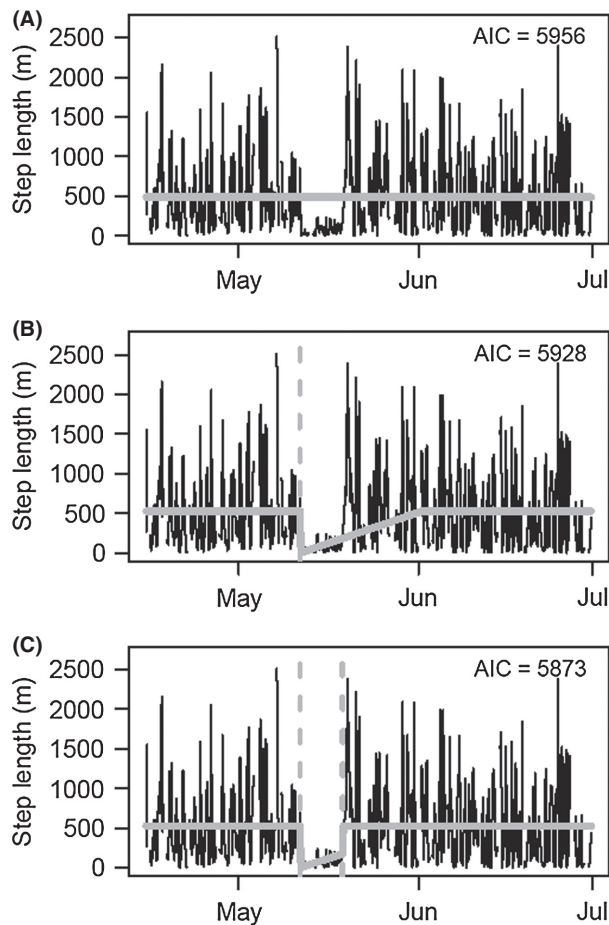 (A)
Step length (m)
2500
2000
1500
1000
500
0
AIC = 5956
May Jun Jul
(B)
Step length (m)
2500
2000
1500
1000
500
0
AIC = 5928
May Jun Jul
(C)
Step length (m)
2500
2000
1500
1000
500
0
AIC = 5873
May Jun Jul